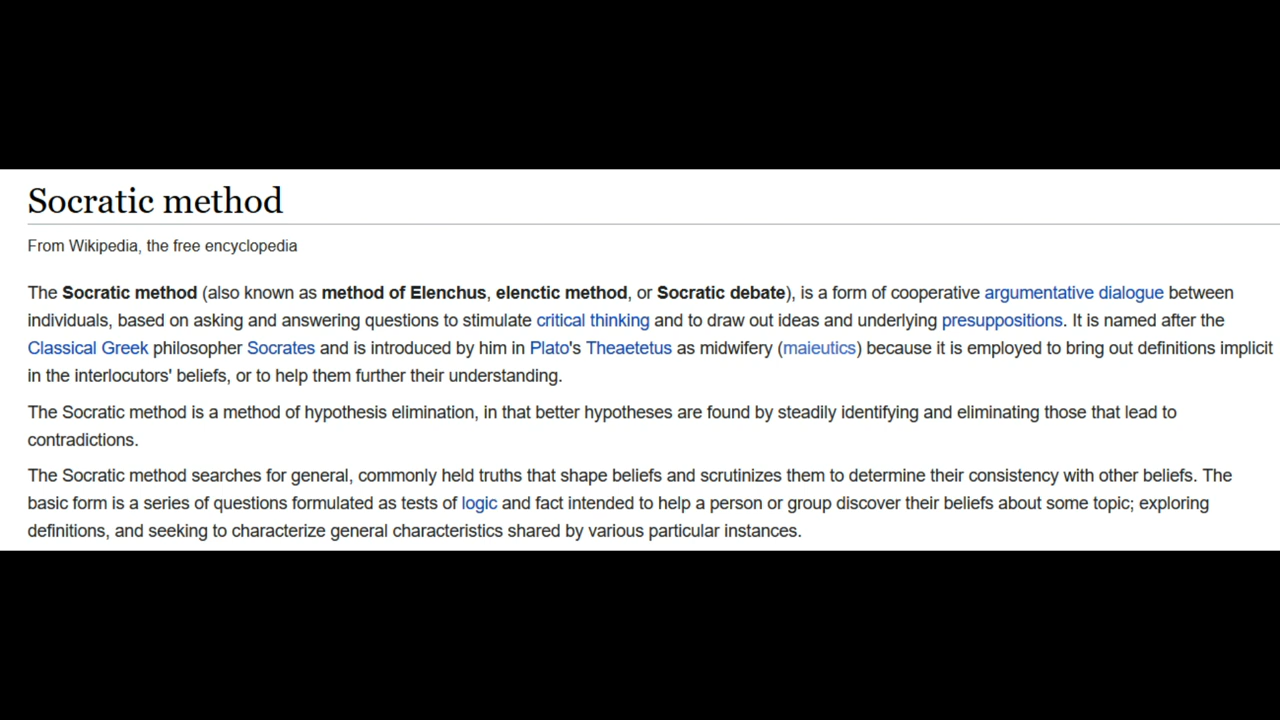 Socratic method
From Wikipedia, the free encyclopedia
The Socratic method (also known as method of Elenchus, elenctic method, or Socratic debate), is a form of cooperative argumentative dialogue between
individuals, based on asking and answering questions to stimulate critical thinking and to draw out ideas and underlying presuppositions. It is named after the
Classical Greek philosopher Socrates and is introduced by him in Plato's Theaetetus as midwifery (maieutics) because it is employed to bring out definitions implicit
in the interlocutors' beliefs, or to help them further their understanding.
The Socratic method is a method of hypothesis elimination, in that better hypotheses are found by steadily identifying and eliminating those that lead to
contradictions.
The Socratic method searches for general, commonly held truths that shape beliefs and scrutinizes them to determine their consistency with other beliefs. The
basic form is a series of questions formulated as tests of logic and fact intended to help a person or group discover their beliefs about some topic; exploring
definitions, and seeking to characterize general characteristics shared by various particular instances.